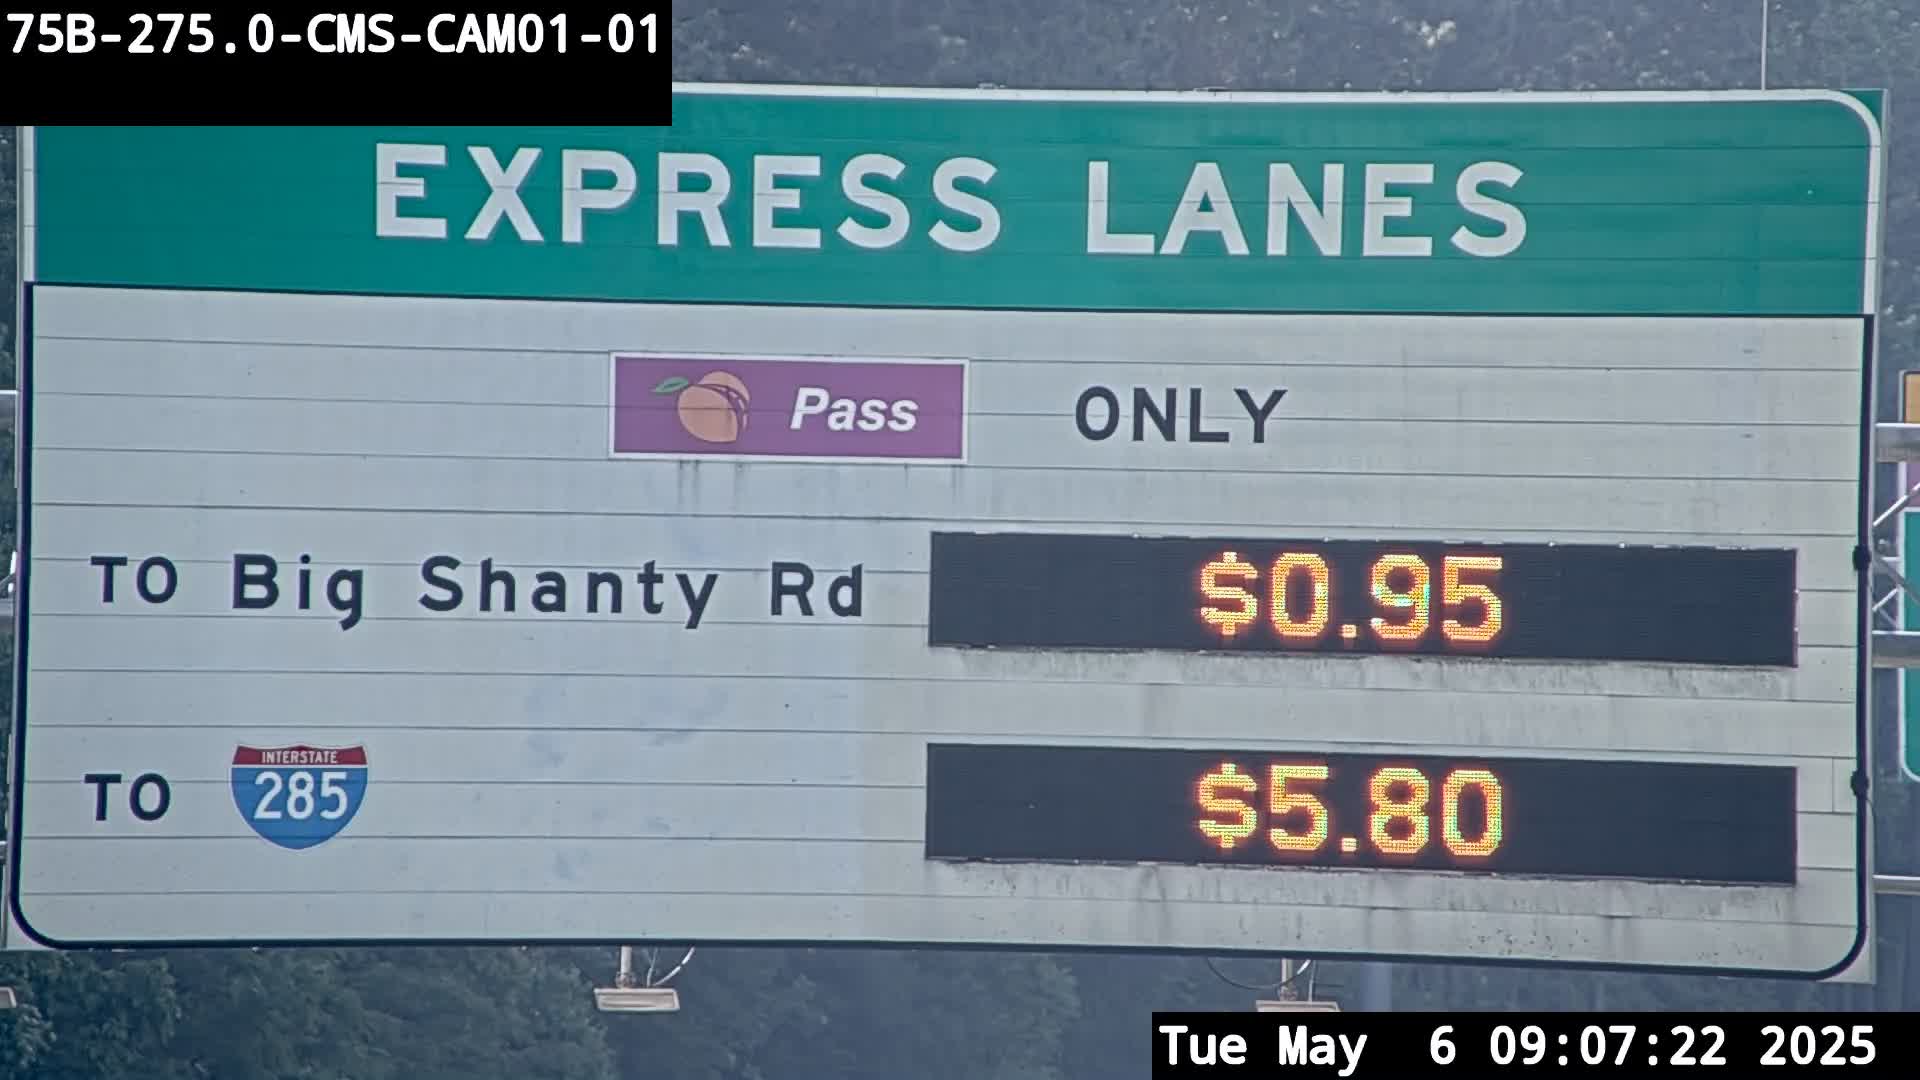 75B-275.0-CMS-CAM01-01
EXPRESS LANES
Pass ONLY
TO Big Shanty Rd $0.95
INTERSTATE
TO 285 $5.80
Tue May 6 09:07:22 2025